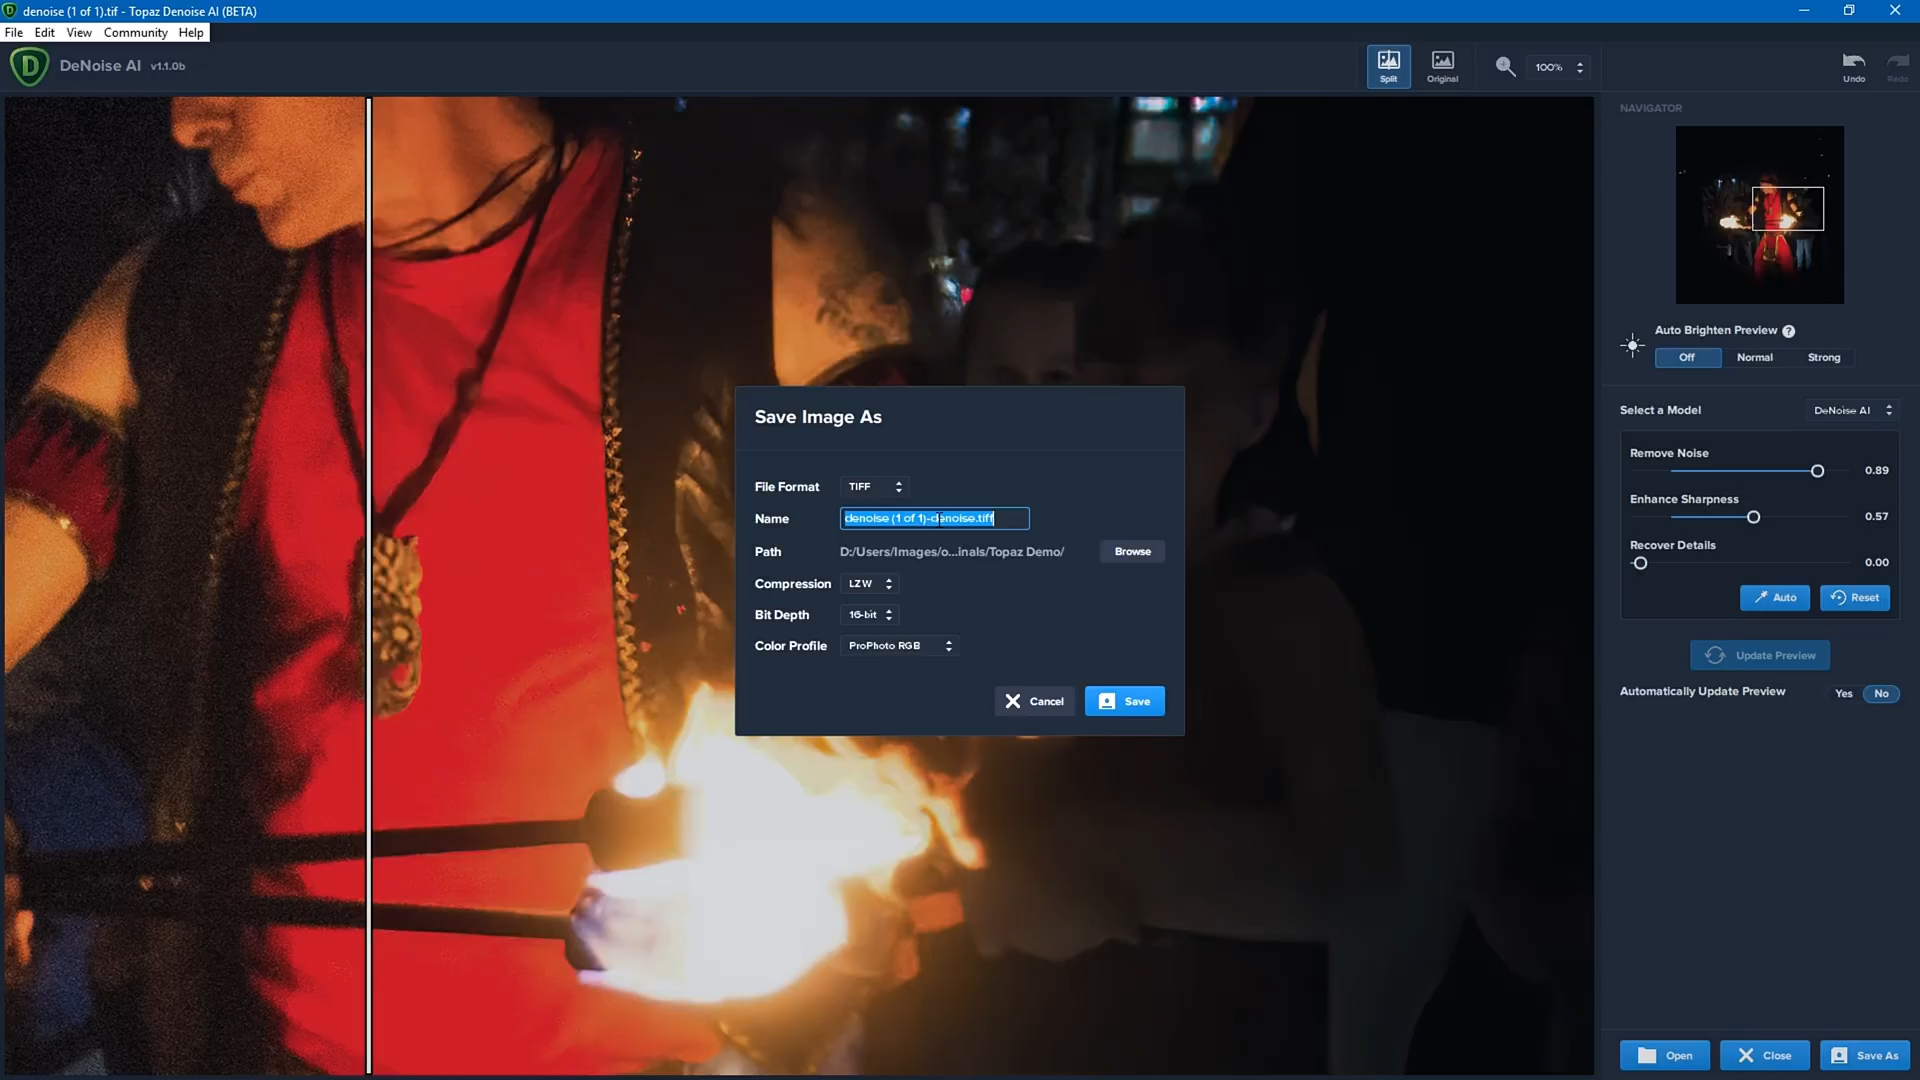 denoise (1 of 1).tif - Topaz Denoise AI (BETA)
File Edit View Community Help
DeNoise AI v1.1.0b
Split
Original
100%
Undo
Redo
NAVIGATOR
Auto Brighten Preview ?
Off Normal Strong
Select a Model DeNoise AI
Remove Noise
0.89
Enhance Sharpness
0.57
Recover Details
0.00
Auto Reset
Update Preview
Automatically Update Preview Yes No
Save Image As
File Format TIFF
Name denoise (1 of 1)-denoise.tiff
Path D:/Users/Images/o...inals/Topaz Demo/ Browse
Compression LZW
Bit Depth 16-bit
Color Profile ProPhoto RGB
Cancel Save
Open Close Save As